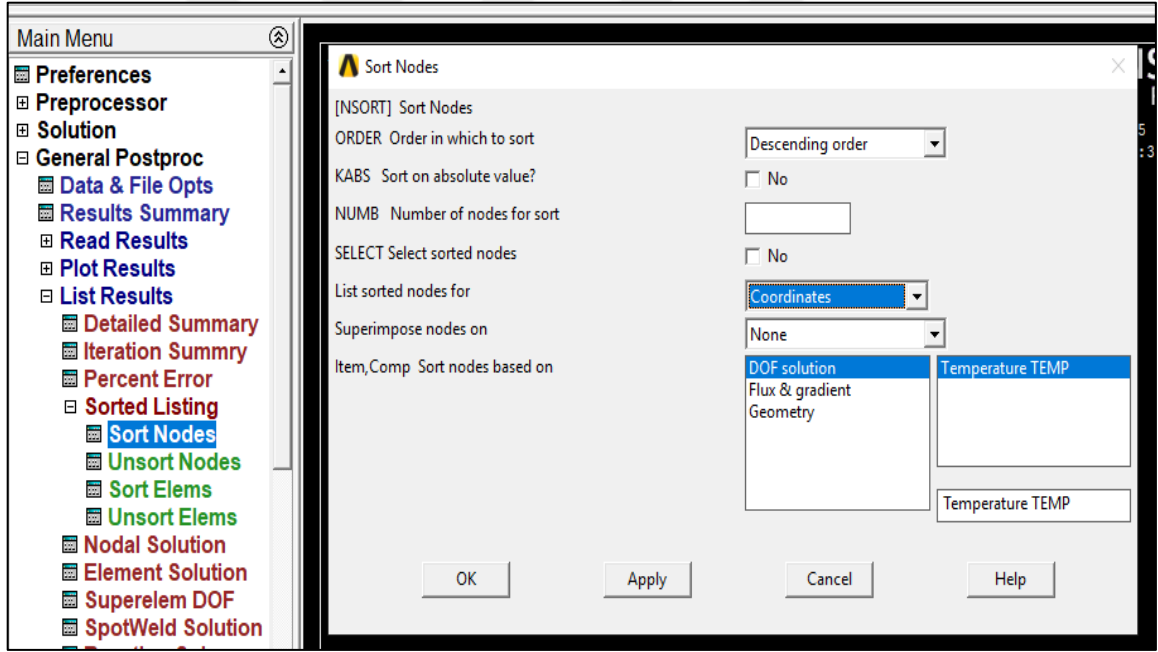 Main Menu
Preferences
Preprocessor
Solution
General Postproc
Data & File Opts
Results Summary
Read Results
Plot Results
List Results
Detailed Summary
Iteration Summry
Percent Error
Sorted Listing
Sort Nodes
Unsort Nodes
Sort Elems
Unsort Elems
Nodal Solution
Element Solution
Superelem DOF
SpotWeld Solution
Sort Nodes
[NSORT] Sort Nodes
ORDER Order in which to sort
Descending order
KABS Sort on absolute value?
No
NUMB Number of nodes for sort
SELECT Select sorted nodes
No
List sorted nodes for
Coordinates
Superimpose nodes on
None
Item,Comp Sort nodes based on
DOF solution
Flux & gradient
Geometry
Temperature TEMP
Temperature TEMP
OK
Apply
Cancel
Help